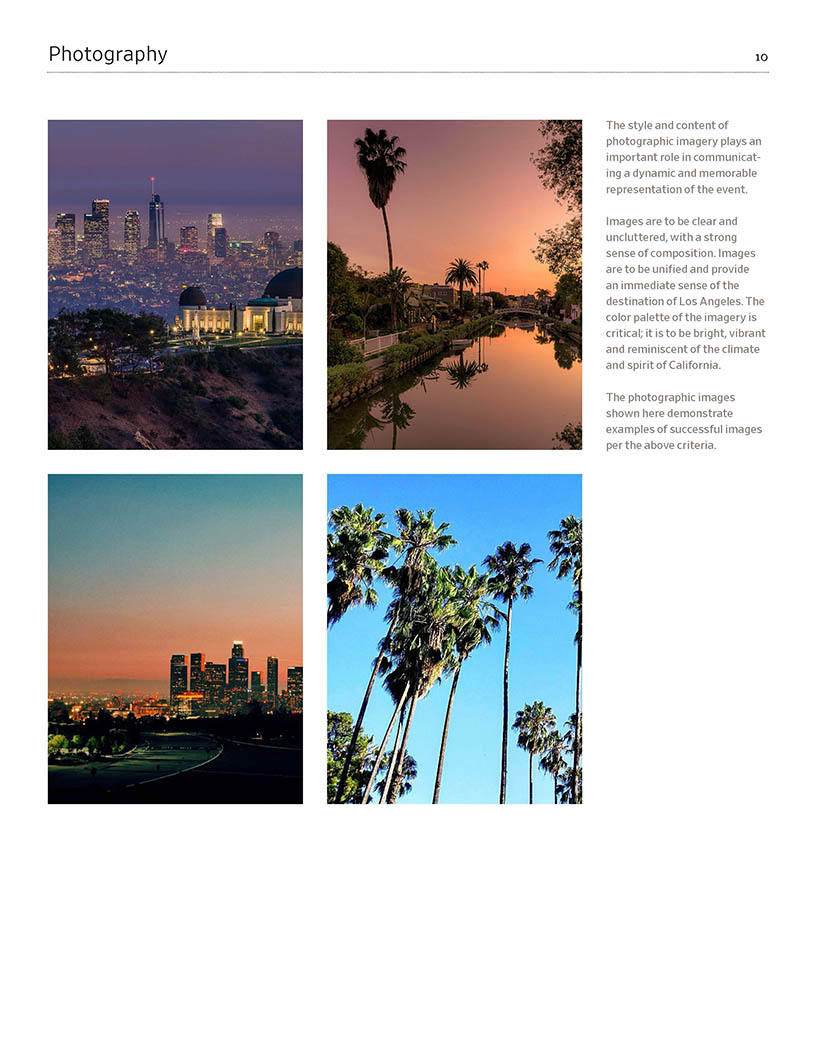 Photography
10
The style and content of
photographic imagery plays an
important role in communicat-
ing a dynamic and memorable
representation of the event.
Images are to be clear and
uncluttered, with a strong
sense of composition. Images
are to be unified and provide
an immediate sense of the
destination of Los Angeles. The
color palette of the imagery is
critical; it is to be bright, vibrant
and reminiscent of the climate
and spirit of California.
The photographic images
shown here demonstrate
examples of successful images
per the above criteria.